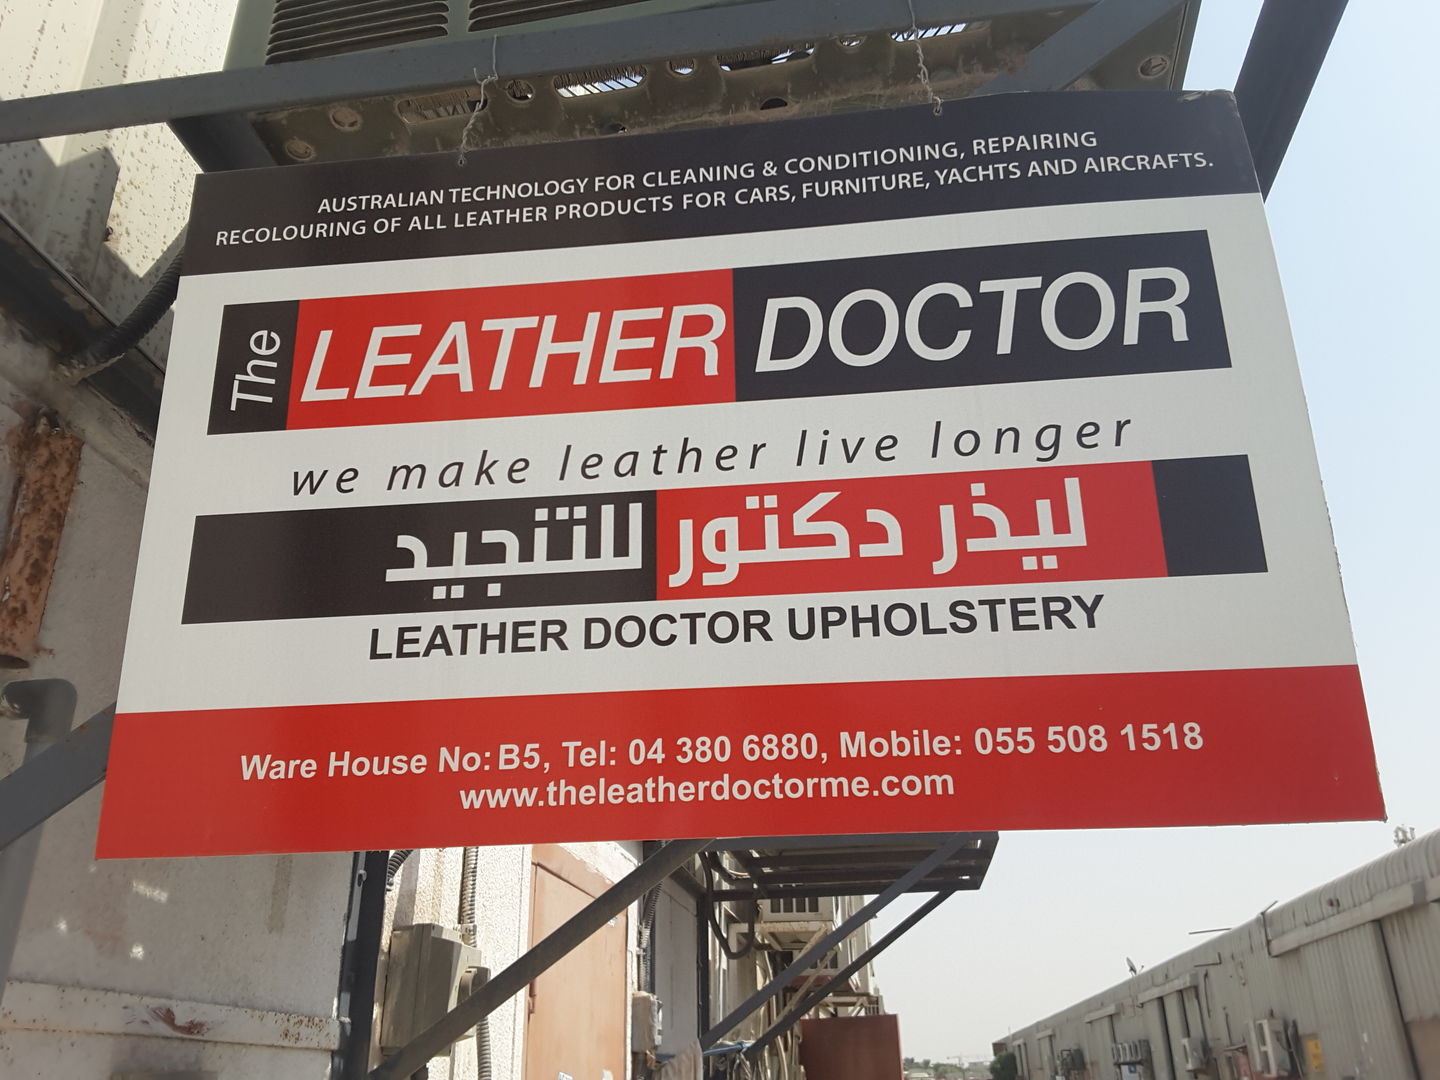 AUSTRALIAN TECHNOLOGY FOR CLEANING & CONDITIONING, REPAIRING
RECOLOURING OF ALL LEATHER PRODUCTS FOR CARS, FURNITURE, YACHTS AND AIRCRAFTS.
The LEATHER DOCTOR
we make leather live longer
ليذر دكتور للتنجيد
LEATHER DOCTOR UPHOLSTERY
Ware House No: B5, Tel: 04 380 6880, Mobile: 055 508 1518
www.theleatherdoctorme.com